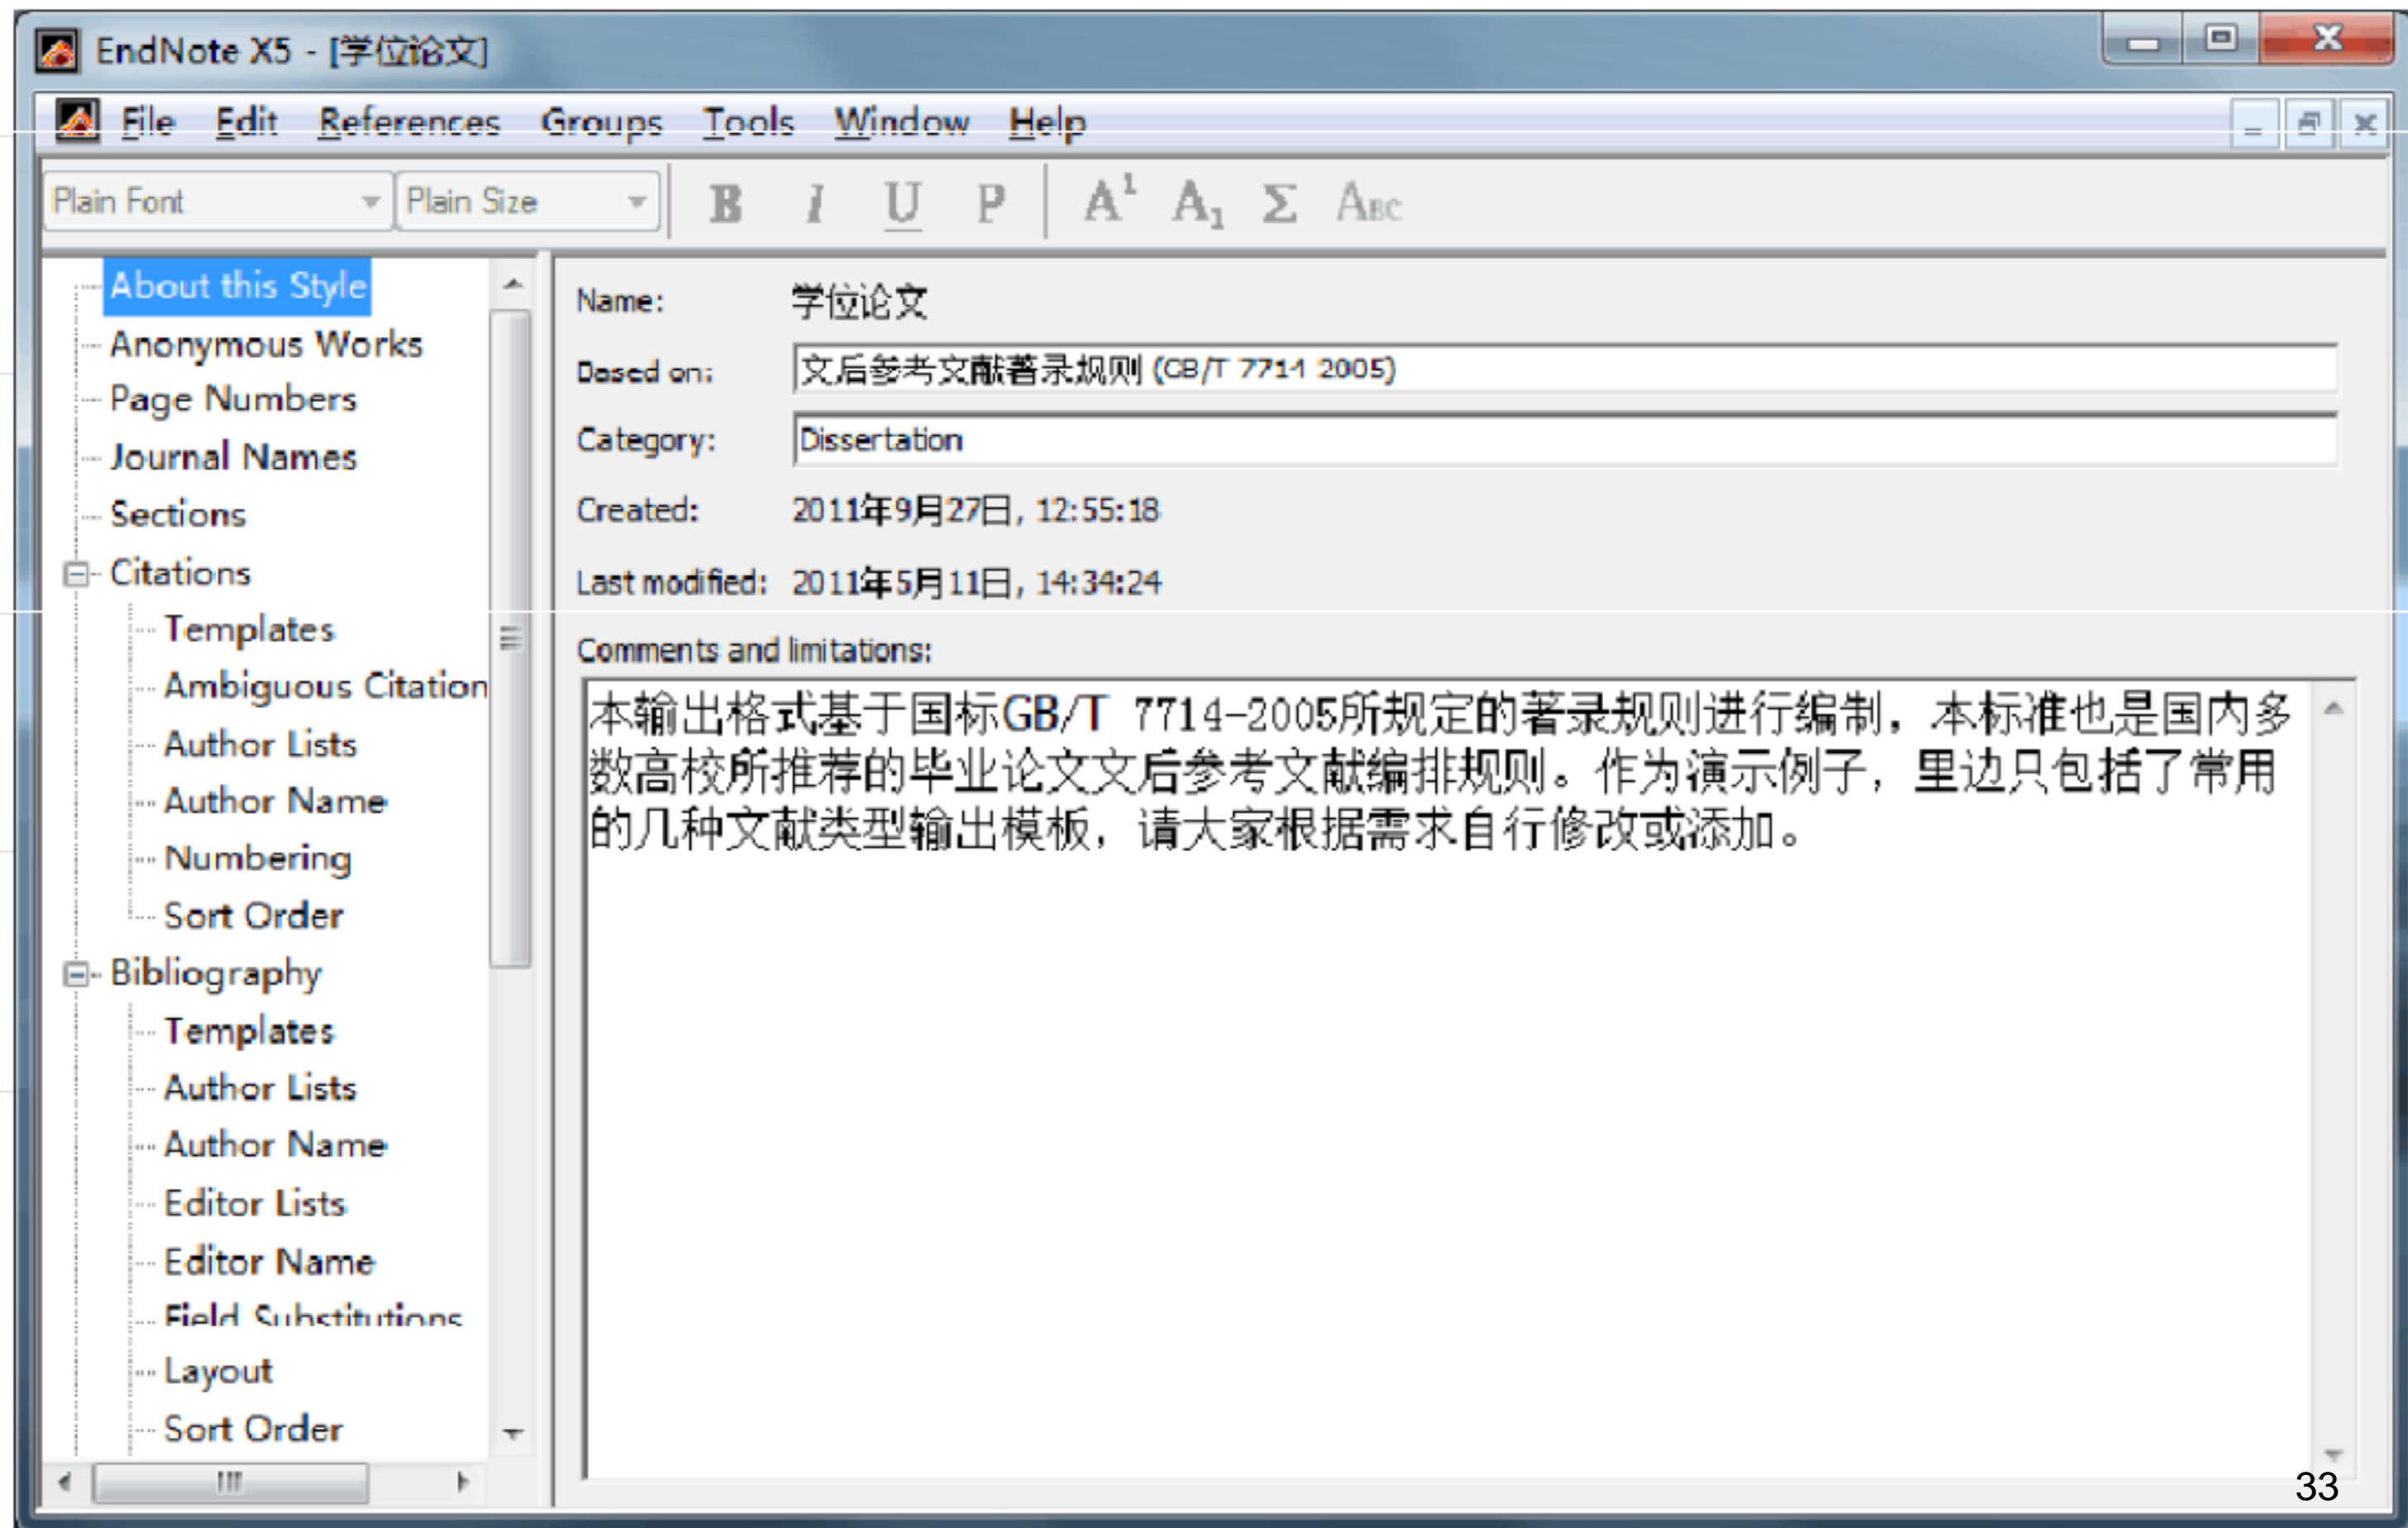 EndNote X5 - [学位论文]
File Edit References Groups Tools Window Help
Plain Font Plain Size B I U P A¹ A₁ Σ ABC
About this Style
Anonymous Works
Page Numbers
Journal Names
Sections
Citations
Templates
Ambiguous Citation
Author Lists
Author Name
Numbering
Sort Order
Bibliography
Templates
Author Lists
Author Name
Editor Lists
Editor Name
Field Substitutions
Layout
Sort Order
Name: 学位论文
Based on: 文后参考文献著录规则 (GB/T 7714-2005)
Category: Dissertation
Created: 2011年9月27日, 12:55:18
Last modified: 2011年5月11日, 14:34:24
Comments and limitations:
本输出格式基于国标GB/T 7714-2005所规定的著录规则进行编制，本标准也是国内多
数高校所推荐的毕业论文文后参考文献编排规则。作为演示例子，里边只包括了常用
的几种文献类型输出模板，请大家根据需求自行修改或添加。
33